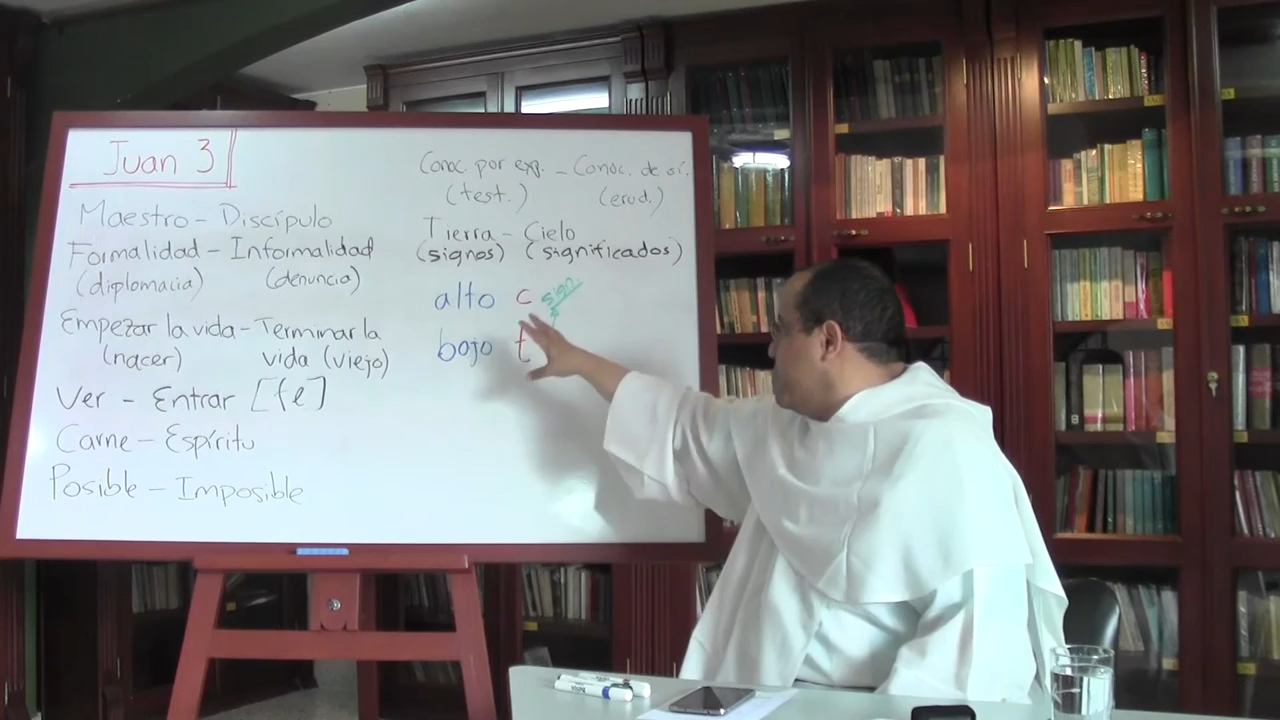 Juan 3
Maestro - Discípulo
Formalidad - Informalidad
(diplomacia) (denuncia)
Empezar la vida - Terminar la
(nacer) vida (viejo)
Ver - Entrar [fe]
Carne - Espíritu
Posible - Imposible
Conoc. por exp. - Conoc. de oí.
(test.) (erud.)
Tierra - Cielo
(signos) (significados)
alto c sign.
bajo t